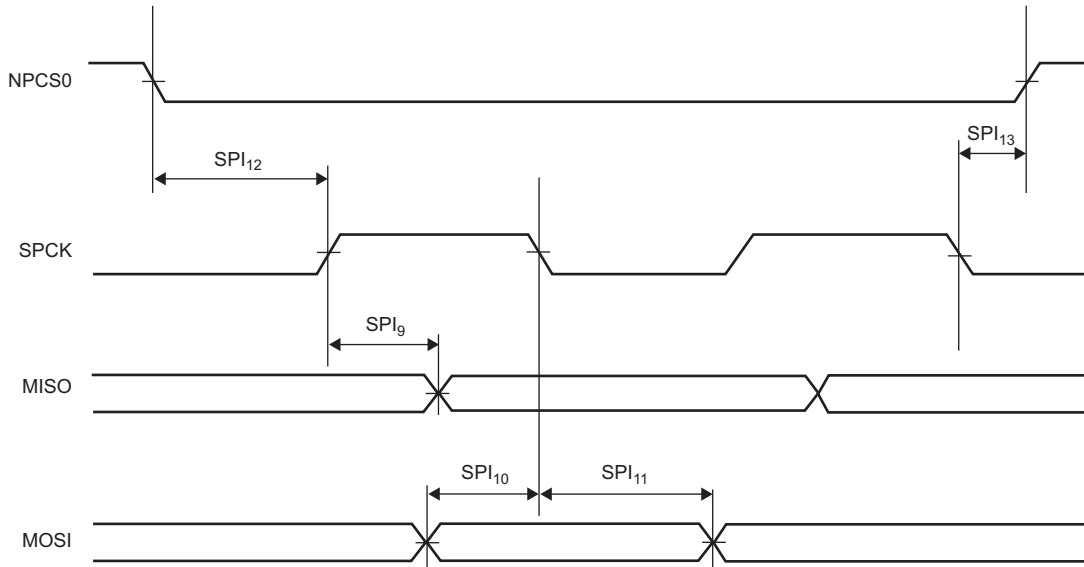 NPCS0
SPI₁₃
SPI₁₂
SPCK
SPI₉
MISO
SPI₁₀ SPI₁₁
MOSI